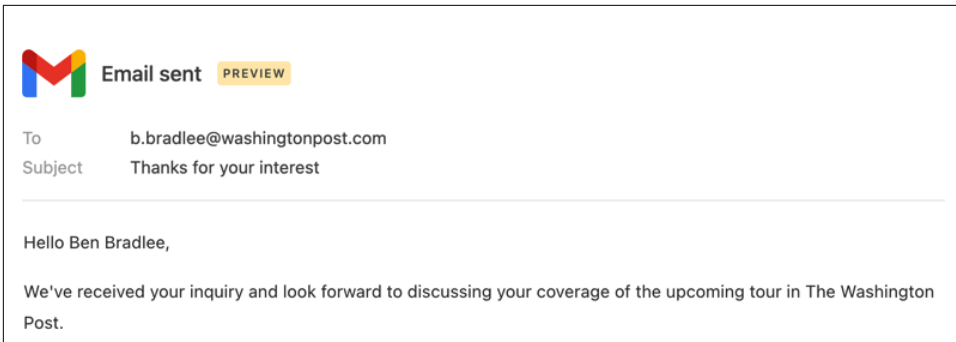 Email sent PREVIEW
To b.bradlee@washingtonpost.com
Subject Thanks for your interest
Hello Ben Bradlee,
We've received your inquiry and look forward to discussing your coverage of the upcoming tour in The Washington
Post.